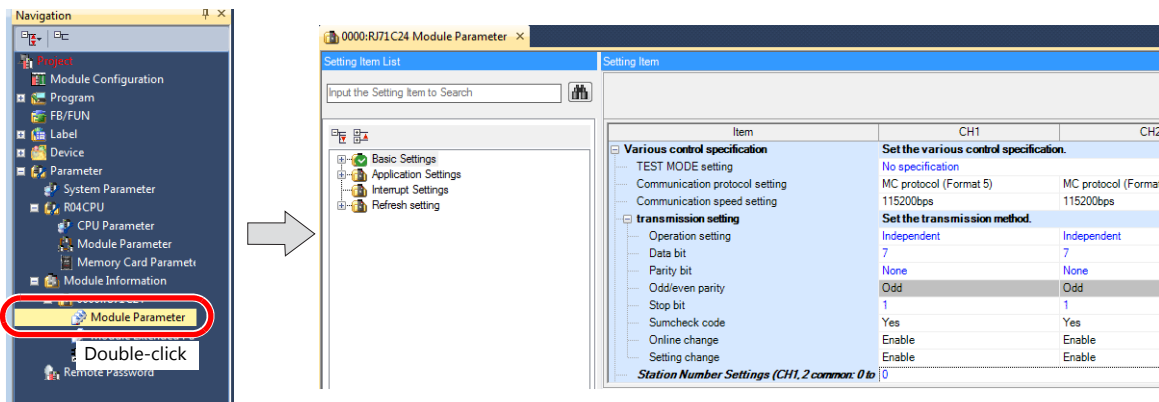 Navigation
Project
Module Configuration
Program
FB/FUN
Label
Device
Parameter
System Parameter
R04CPU
CPU Parameter
Module Parameter
Memory Card Paramete
Module Information
Module Parameter
Double-click
Remote Password
0000:RJ71C24 Module Parameter
Setting Item List
Input the Setting Item to Search
Basic Settings
Application Settings
Interrupt Settings
Refresh setting
Setting Item
Item CH1 CH2
Various control specification Set the various control specification.
TEST MODE setting No specification
Communication protocol setting MC protocol (Format 5) MC protocol (Format
Communication speed setting 115200bps 115200bps
transmission setting Set the transmission method.
Operation setting Independent Independent
Data bit 7 7
Parity bit None None
Odd/even parity Odd Odd
Stop bit 1 1
Sumcheck code Yes Yes
Online change Enable Enable
Setting change Enable Enable
Station Number Settings (CH1, 2 common: 0 to 0